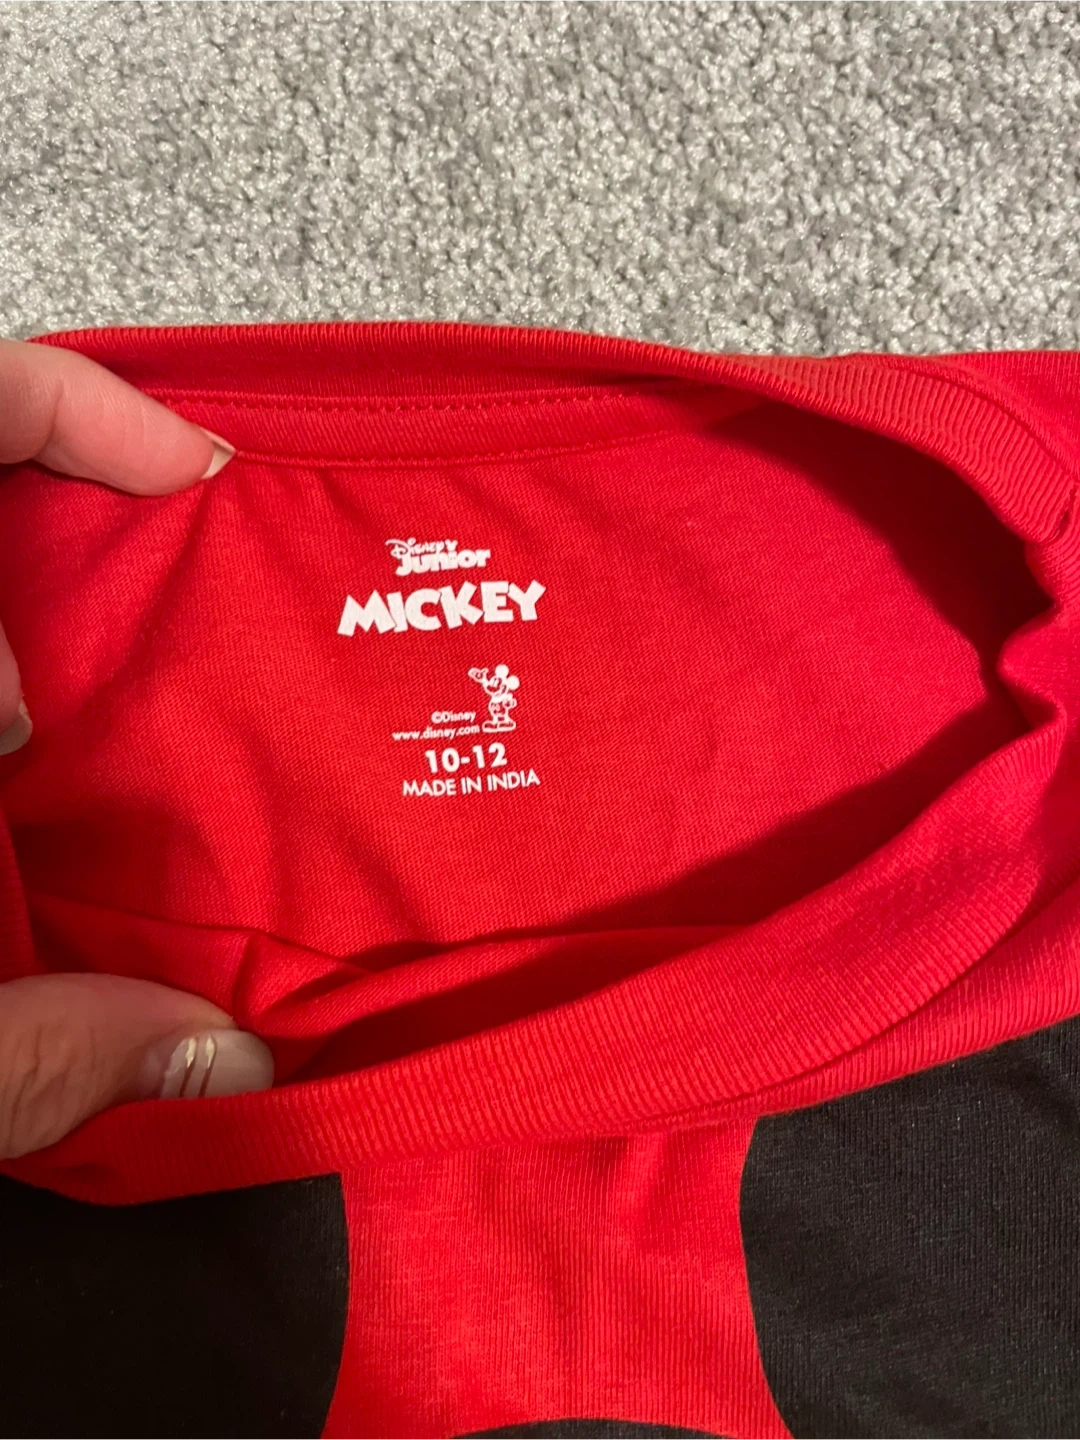 Disney
Junior
MICKEY
©Disney
www.disney.com
10-12
MADE IN INDIA